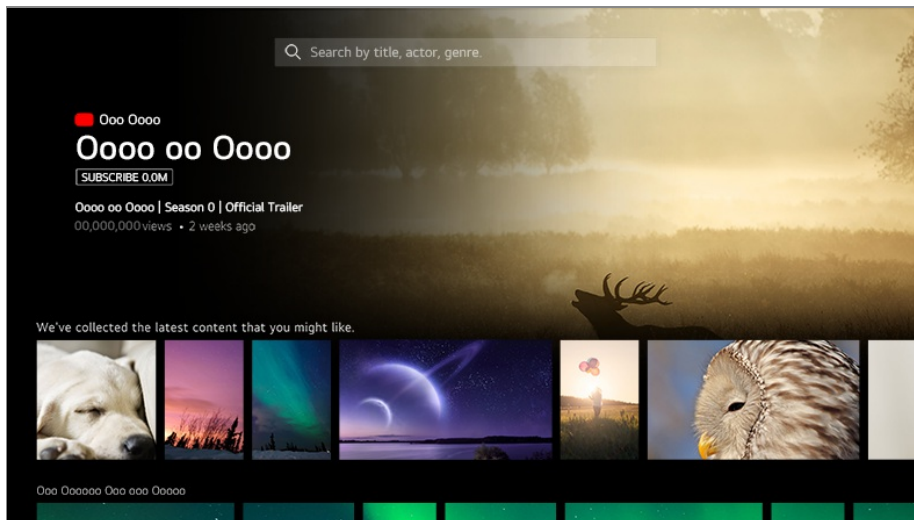 Search by title, actor, genre.
Ooo Oooo
Oooo oo Oooo
SUBSCRIBE 0.0M
Oooo oo Oooo | Season 0 | Official Trailer
00,000,000 views • 2 weeks ago
We've collected the latest content that you might like.
Ooo Oooooo Ooo ooo Ooooo